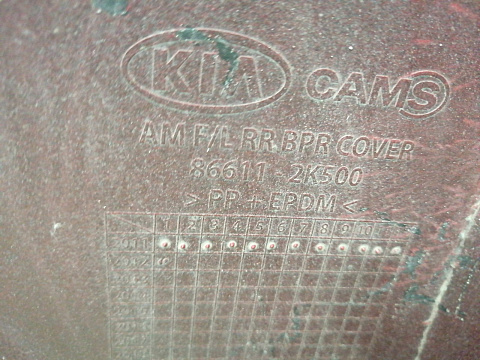 KIA CAMS
AM F/L RR BPR COVER
86611 - 2K500
> PP + EPDM <
1 2 3 4 5 6 7 8 9 10 11
2011